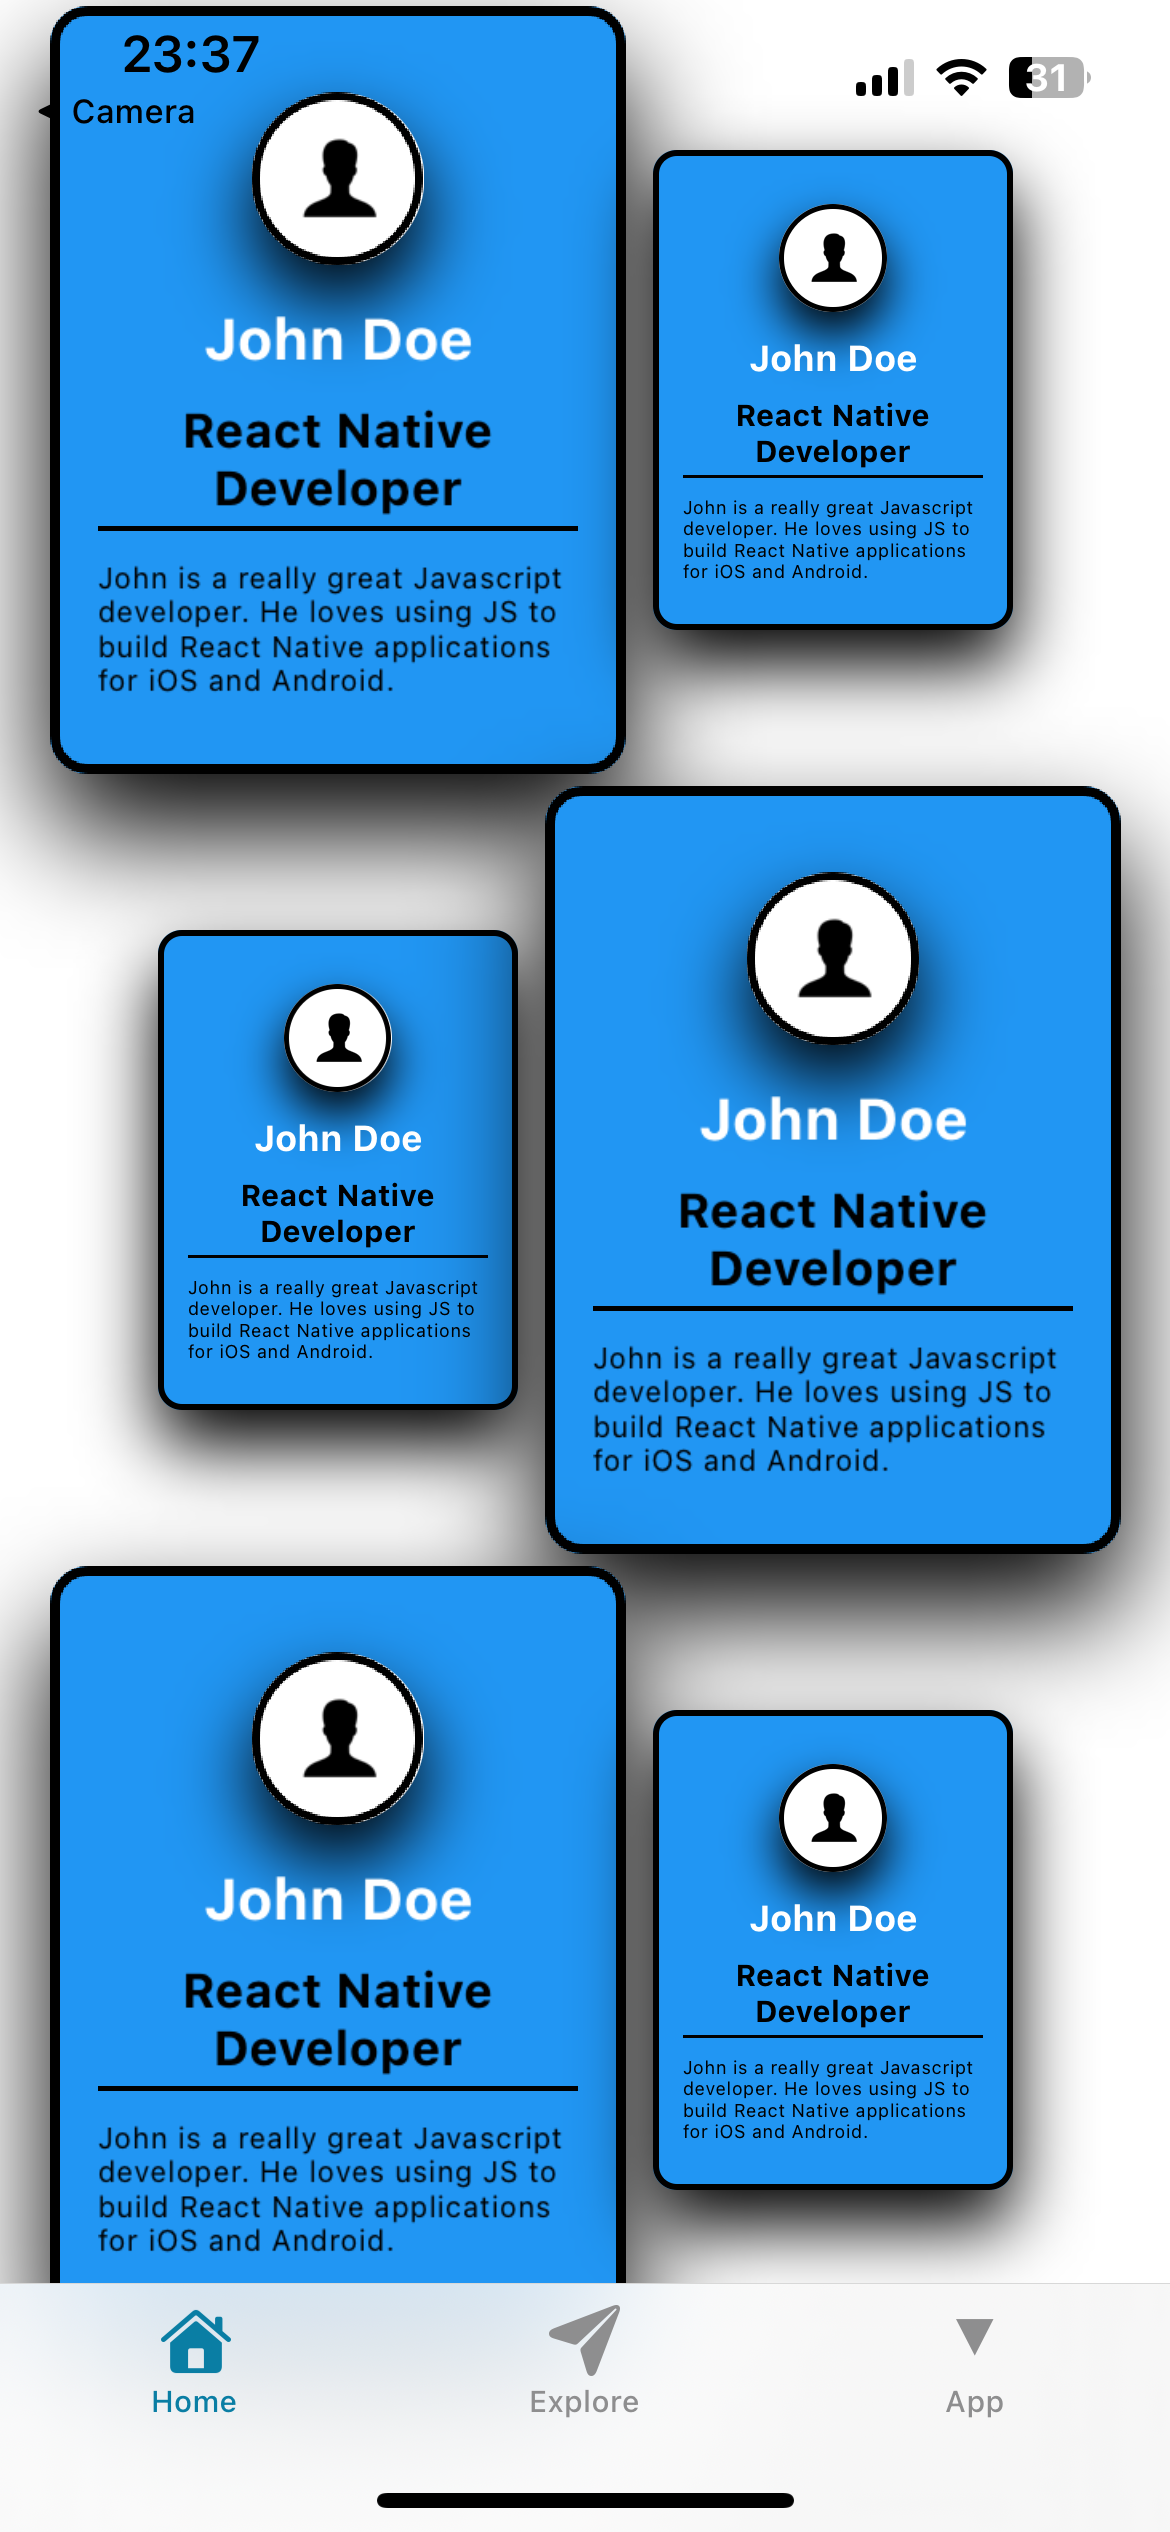 23:37
31
Camera
John Doe
React Native
Developer
John is a really great Javascript
developer. He loves using JS to
build React Native applications
for iOS and Android.
John Doe
React Native
Developer
John is a really great Javascript
developer. He loves using JS to
build React Native applications
for iOS and Android.
John Doe
React Native
Developer
John is a really great Javascript
developer. He loves using JS to
build React Native applications
for iOS and Android.
John Doe
React Native
Developer
John is a really great Javascript
developer. He loves using JS to
build React Native applications
for iOS and Android.
John Doe
React Native
Developer
John is a really great Javascript
developer. He loves using JS to
build React Native applications
for iOS and Android.
John Doe
React Native
Developer
John is a really great Javascript
developer. He loves using JS to
build React Native applications
for iOS and Android.
Home
Explore
App